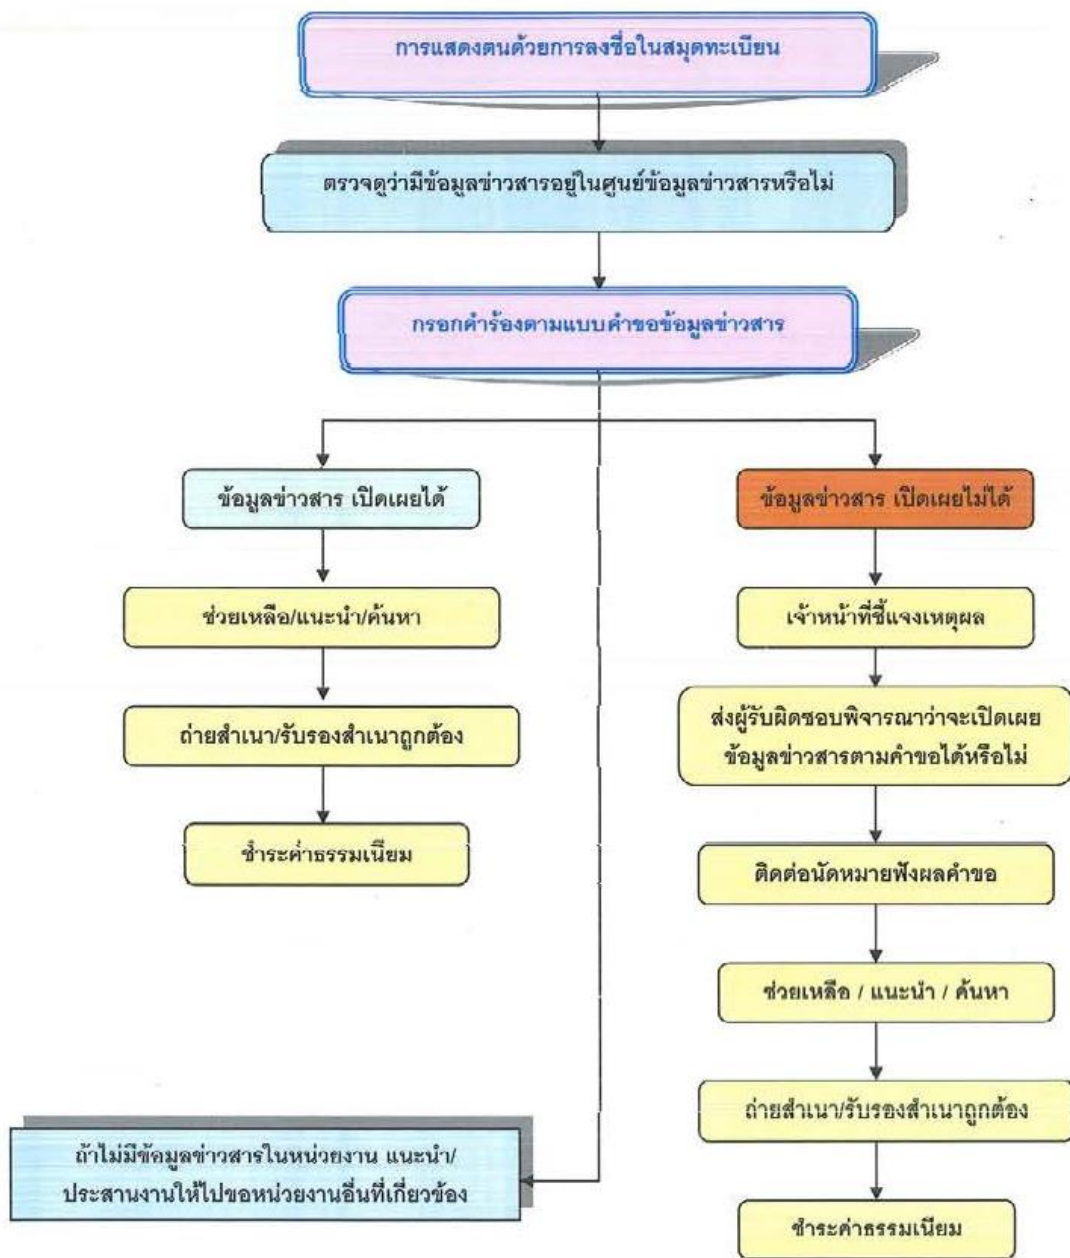 การแสดงตนด้วยการลงชื่อในสมุดทะเบียน
ตรวจดูว่ามีข้อมูลข่าวสารอยู่ในศูนย์ข้อมูลข่าวสารหรือไม่
กรอกคำร้องตามแบบคำขอข้อมูลข่าวสาร
ข้อมูลข่าวสาร เปิดเผยได้
ช่วยเหลือ/แนะนำ/ค้นหา
ถ่ายสำเนา/รับรองสำเนาถูกต้อง
ชำระค่าธรรมเนียม
ข้อมูลข่าวสาร เปิดเผยไม่ได้
เจ้าหน้าที่ชี้แจงเหตุผล
ส่งผู้รับผิดชอบพิจารณาว่าจะเปิดเผย
ข้อมูลข่าวสารตามคำขอได้หรือไม่
ติดต่อนัดหมายฟังผลคำขอ
ช่วยเหลือ / แนะนำ / ค้นหา
ถ่ายสำเนา/รับรองสำเนาถูกต้อง
ชำระค่าธรรมเนียม
ถ้าไม่มีข้อมูลข่าวสารในหน่วยงาน แนะนำ/
ประสานงานให้ไปขอหน่วยงานอื่นที่เกี่ยวข้อง